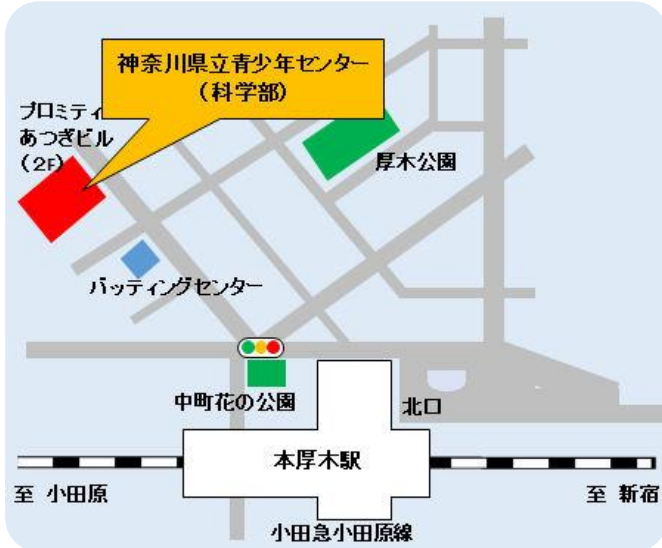 神奈川県立青少年センター
（科学部）
プロミティ
あつぎビル
（2F）
厚木公園
バッティングセンター
中町花の公園
北口
本厚木駅
至 小田原
至 新宿
小田急小田原線